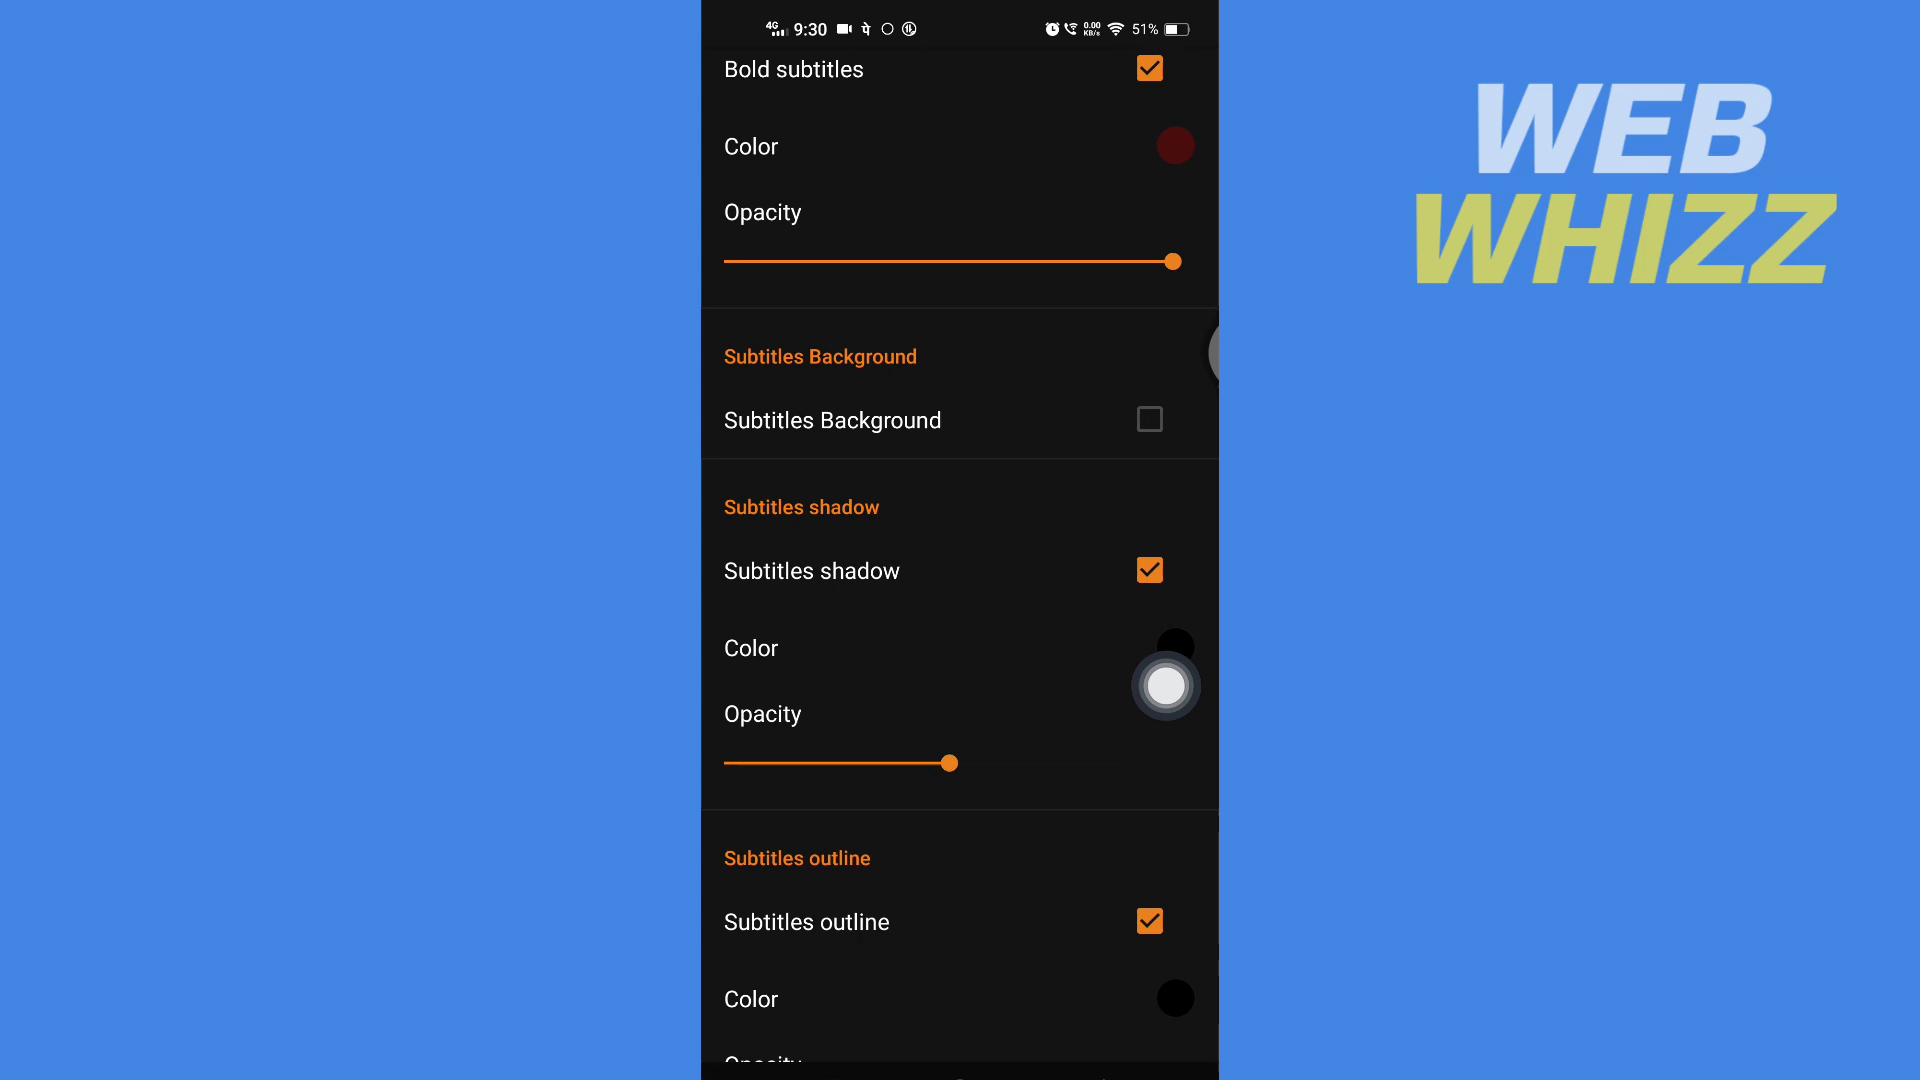 4G 9:30 पे 0.00 KB/s 51%
Bold subtitles
Color
Opacity
Subtitles Background
Subtitles Background
Subtitles shadow
Subtitles shadow
Color
Opacity
Subtitles outline
Subtitles outline
Color
Opacity
WEB
WHIZZ